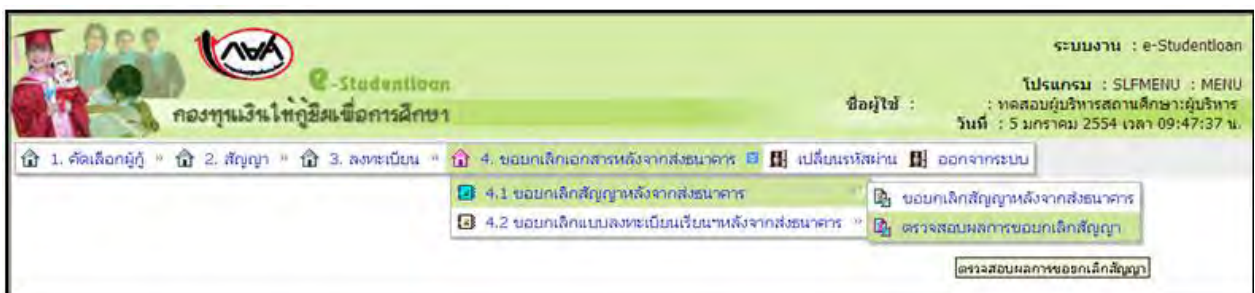 กยศ
e-Studentloan
กองทุนเงินให้กู้ยืมเพื่อการศึกษา
ระบบงาน : e-Studentloan
โปรแกรม : SLFMENU : MENU
ชื่อผู้ใช้ : : ทดสอบผู้บริหารสถานศึกษา:ผู้บริหาร
วันที่ : 5 มกราคม 2554 เวลา 09:47:37 น.
1. คัดเลือกผู้กู้ » 2. สัญญา » 3. ลงทะเบียน » 4. ขอยกเลิกเอกสารหลังจากส่งธนาคาร เปลี่ยนรหัสผ่าน ออกจากระบบ
4.1 ขอยกเลิกสัญญาหลังจากส่งธนาคาร »
ขอยกเลิกสัญญาหลังจากส่งธนาคาร
4.2 ขอยกเลิกแบบลงทะเบียนเรียนฯหลังจากส่งธนาคาร »
ตรวจสอบผลการขอยกเลิกสัญญา
ตรวจสอบผลการขอยกเลิกสัญญา